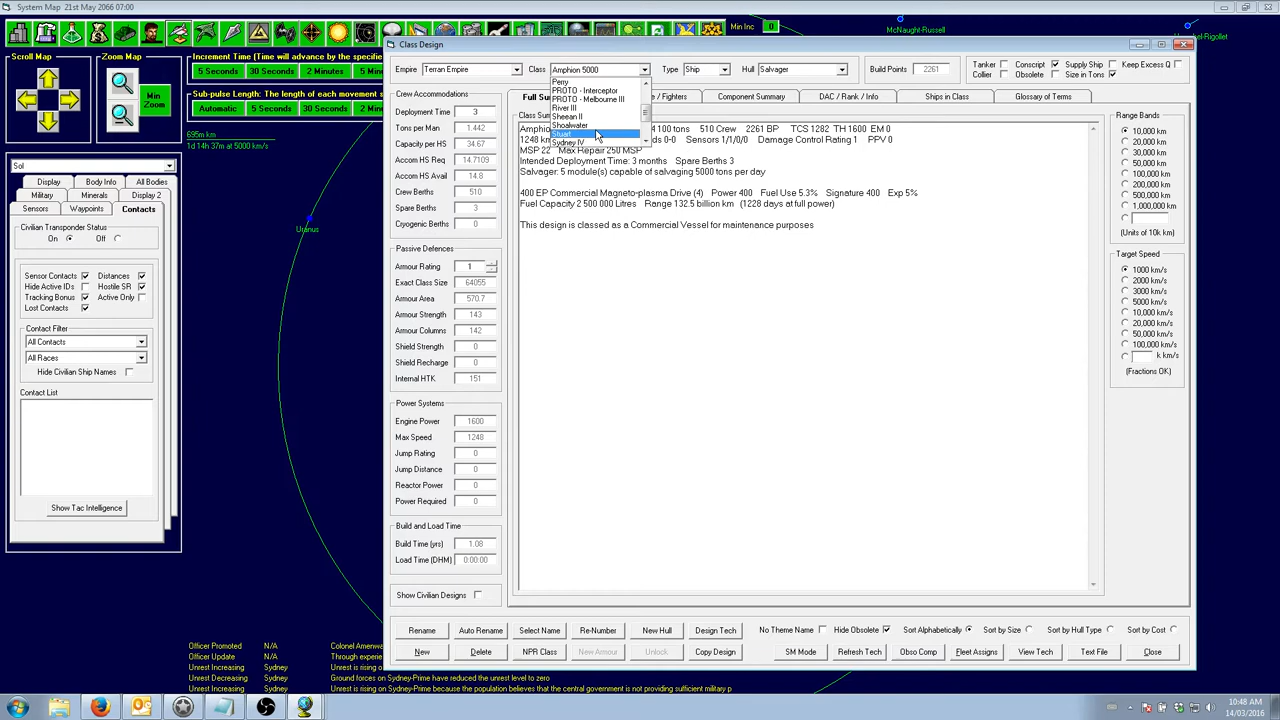 System Map 21st May 2166 07:00
Min Inc
0
McNaught-Russell
Scroll Map
Zoom Map
Min
Zoom
Increment Time (Time will advance by the specifie
5 Seconds
30 Seconds
2 Minutes
5
Sub-pulse Length: The length of each movement s
Automatic
5 Seconds
30 Seconds
2 Mi
695m
1d 14h 37m at 5000 km/s
Sol
Display
Body Info
All Bodies
Military
Minerals
Display 2
Sensors
Waypoints
Contacts
Civilian Transponder Status
On
Off
Sensor Contacts
Distances
Hide Active IDs
Hostile SR
Tracking Bonus
Active Only
Lost Contacts
Contact Filter
All Contacts
All Races
Hide Civilian Ship Names
Contact List
Show Tac Intelligence
Uranus
Class Design
Empire
Terran Empire
Class
Amphion 5000
Type
Ship
Hull
Salvager
Build Points
2261
Tanker
Conscript
Supply Ship
Keep Excess Q
Collier
Obsolete
Size in Tons
Perry
PROTO - Interceptor
PROTO - Melbourne III
River III
Sheean II
Shoalwater
Stuart
Sydney IV
Full Su
/ Fighters
Component Summary
DAC / Rnk / Info
Ships in Class
Glossary of Terms
Crew Accommodations
Deployment Time
3
Tons per Man
1.442
Capacity per HS
34.67
Accom HS Req
14.7109
Accom HS Avail
14.8
Crew Berths
510
Spare Berths
3
Cryogenic Berths
0
Passive Defences
Armour Rating
1
Exact Class Size
64055
Armour Area
570.7
Armour Strength
143
Armour Columns
142
Shield Strength
0
Shield Recharge
0
Internal HTK
151
Power Systems
Engine Power
1600
Max Speed
1248
Jump Rating
0
Jump Distance
0
Reactor Power
0
Power Required
0
Build and Load Time
Build Time (yrs)
1.08
Load Time (DHM)
0:00:00
Show Civilian Designs
Class Summ
Amphi
4 100 tons 510 Crew 2261 BP TCS 1282 TH 1600 EM 0
1248 km
ds 0-0 Sensors 1/1/0/0 Damage Control Rating 1 PPV 0
MSP 22 Max Repair 250 MSP
Intended Deployment Time: 3 months Spare Berths 3
Salvager: 5 module(s) capable of salvaging 5000 tons per day
400 EP Commercial Magneto-plasma Drive (4) Power 400 Fuel Use 5.3% Signature 400 Exp 5%
Fuel Capacity 2 500 000 Litres Range 132.5 billion km (1228 days at full power)
This design is classed as a Commercial Vessel for maintenance purposes
Range Bands
10,000 km
20,000 km
30,000 km
50,000 km
100,000 km
200,000 km
500,000 km
1,000,000 km
(Units of 10k km)
Target Speed
1000 km/s
2000 km/s
3000 km/s
5000 km/s
10,000 km/s
20,000 km/s
50,000 km/s
100,000 km/s
k km/s
(Fractions OK)
Rename
Auto Rename
Select Name
Re-Number
New Hull
Design Tech
No Theme Name
Hide Obsolete
Sort Alphabetically
Sort by Size
Sort by Hull Type
Sort by Cost
New
Delete
NPR Class
New Armour
Unlock
Copy Design
SM Mode
Refresh Tech
Obso Comp
Fleet Assigns
View Tech
Text File
Close
Officer Promoted N/A Colonel Amenwa
Officer Update N/A Through experie
Unrest Increasing Sydney Unrest is rising
Unrest Decreasing Sydney Ground forces on Sydney-Prime have reduced the unrest level to zero
Unrest Increasing Sydney Unrest is rising on Sydney-Prime because the population believes that the central government is not providing sufficient military p
10:48 AM
14/03/2016